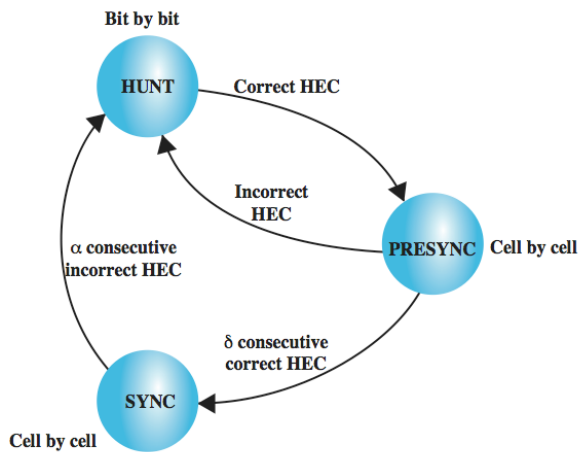 Bit by bit
HUNT
Correct HEC
Incorrect
HEC
PRESYNC
Cell by cell
α consecutive
incorrect HEC
δ consecutive
correct HEC
SYNC
Cell by cell